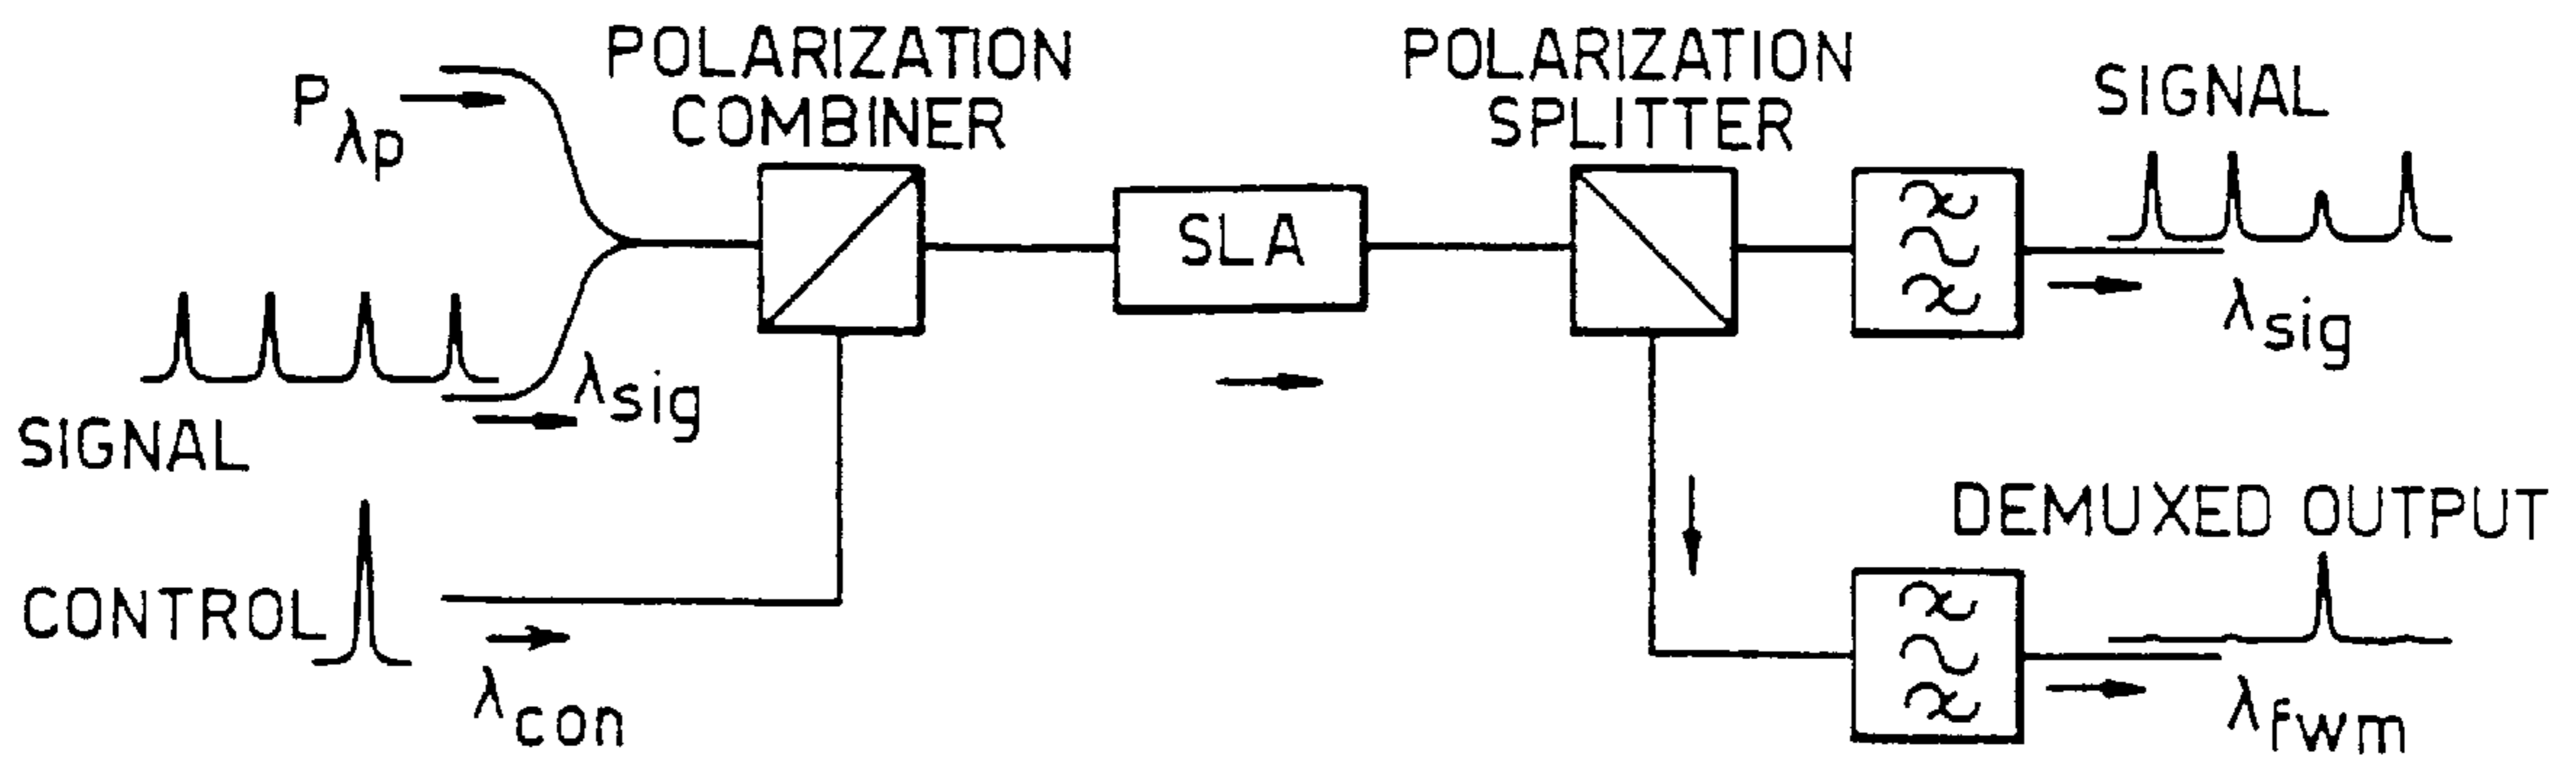 POLARIZATION
COMBINER
POLARIZATION
SPLITTER
SIGNAL
P λp
SLA
λsig
λsig
SIGNAL
DEMUXED OUTPUT
CONTROL
λcon
λfwm